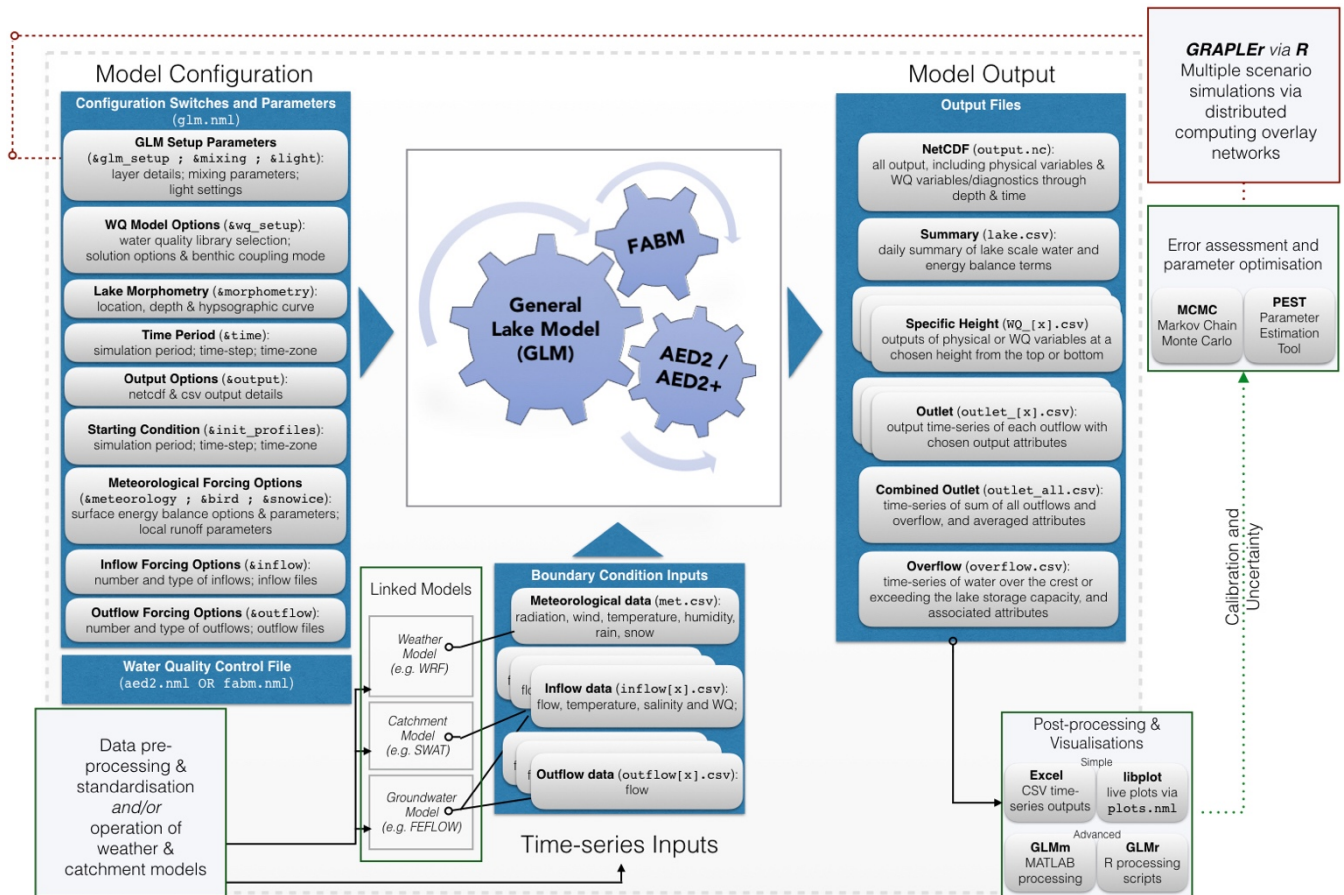 Model Configuration
Configuration Switches and Parameters
(glm.nml)
GLM Setup Parameters
(&glm_setup ; &mixing ; &light):
layer details; mixing parameters;
light settings
WQ Model Options (&wq_setup):
water quality library selection;
solution options & benthic coupling mode
Lake Morphometry (&morphometry):
location, depth & hypsographic curve
Time Period (&time):
simulation period; time-step; time-zone
Output Options (&output):
netcdf & csv output details
Starting Condition (&init_profiles):
simulation period; time-step; time-zone
Meteorological Forcing Options
(&meteorology ; &bird ; &snowice):
surface energy balance options & parameters;
local runoff parameters
Inflow Forcing Options (&inflow):
number and type of inflows; inflow files
Outflow Forcing Options (&outflow):
number and type of outflows; outflow files
Water Quality Control File
(aed2.nml OR fabm.nml)
Data pre-
processing &
standardisation
and/or
operation of
weather &
catchment models
General
Lake Model
(GLM)
FABM
AED2 /
AED2+
Linked Models
Weather
Model
(e.g. WRF)
Catchment
Model
(e.g. SWAT)
Groundwater
Model
(e.g. FEFLOW)
Boundary Condition Inputs
Meteorological data (met.csv):
radiation, wind, temperature, humidity,
rain, snow
Inflow data (inflow[x].csv):
flow, temperature, salinity and WQ;
Outflow data (outflow[x].csv):
flow
Time-series Inputs
Model Output
Output Files
NetCDF (output.nc):
all output, including physical variables &
WQ variables/diagnostics through
depth & time
Summary (lake.csv):
daily summary of lake scale water and
energy balance terms
Specific Height (WQ_[x].csv)
outputs of physical or WQ variables at a
chosen height from the top or bottom
Outlet (outlet_[x].csv):
output time-series of each outflow with
chosen output attributes
Combined Outlet (outlet_all.csv):
time-series of sum of all outflows and
overflow, and averaged attributes
Overflow (overflow.csv):
time-series of water over the crest or
exceeding the lake storage capacity, and
associated attributes
GRAPLEr via R
Multiple scenario
simulations via
distributed
computing overlay
networks
Error assessment and
parameter optimisation
MCMC
Markov Chain
Monte Carlo
PEST
Parameter
Estimation
Tool
Calibration and
Uncertainty
Post-processing &
Visualisations
Simple
Excel
CSV time-
series outputs
libplot
live plots via
plots.nml
Advanced
GLMm
MATLAB
processing
GLMr
R processing
scripts